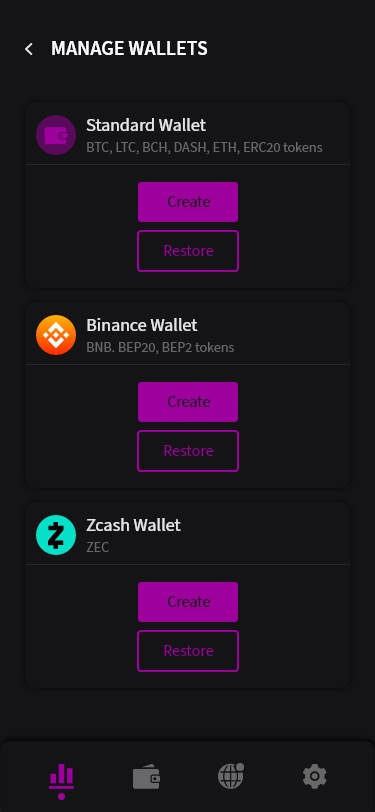 MANAGE WALLETS
Standard Wallet
BTC, LTC, BCH, DASH, ETH, ERC20 tokens
Create
Restore
Binance Wallet
BNB. BEP20, BEP2 tokens
Create
Restore
Zcash Wallet
ZEC
Create
Restore